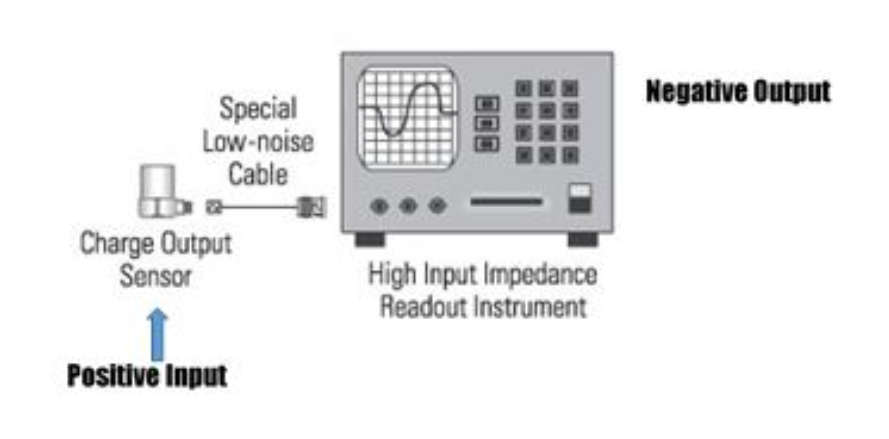 Negative Output
Special
Low-noise
Cable
Charge Output
Sensor
High Input Impedance
Readout Instrument
Positive Input